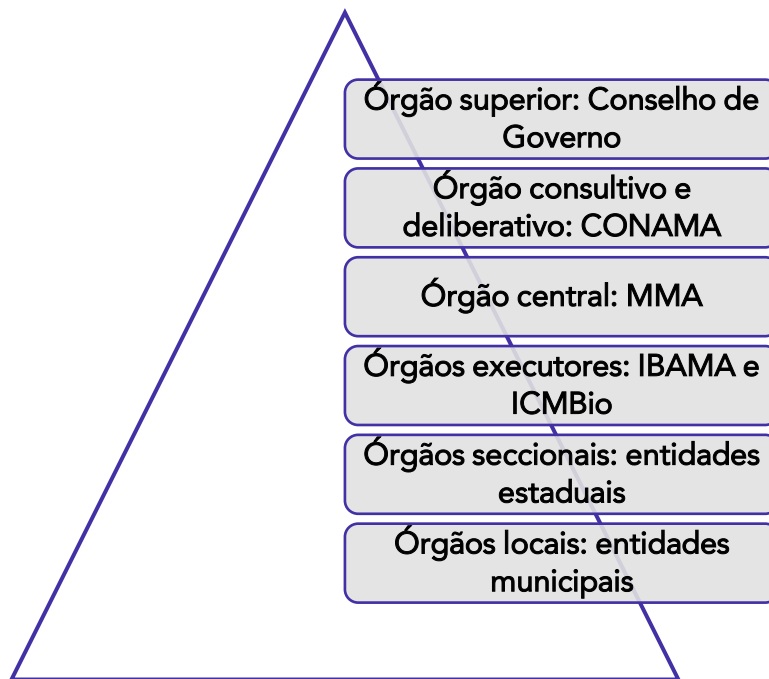 Órgão superior: Conselho de
Governo
Órgão consultivo e
deliberativo: CONAMA
Órgão central: MMA
Órgãos executores: IBAMA e
ICMBio
Órgãos seccionais: entidades
estaduais
Órgãos locais: entidades
municipais